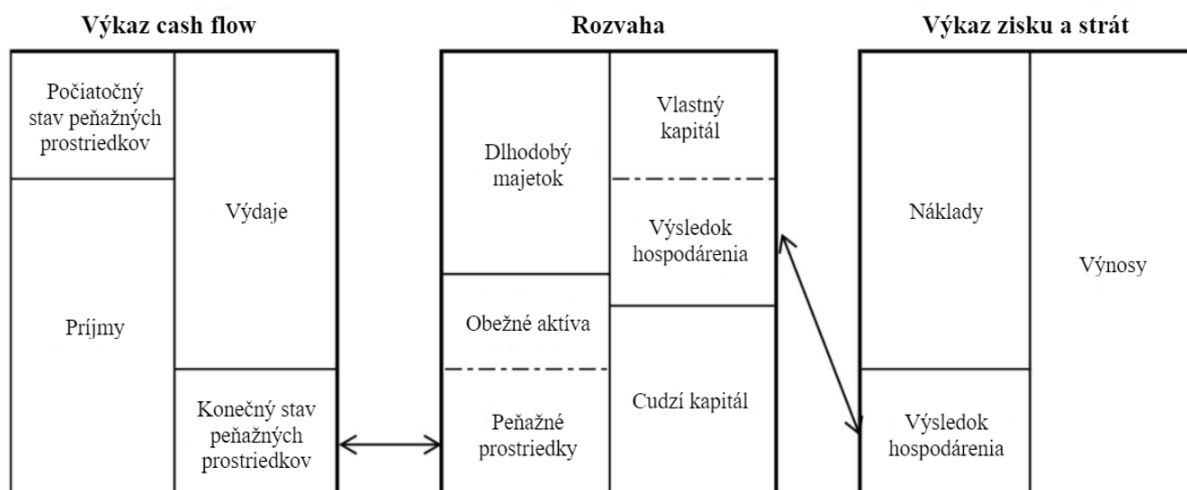 Výkaz cash flow
Počiatočný
stav peňažných
prostriedkov
Príjmy
Výdaje
Konečný stav
peňažných
prostriedkov
Rozvaha
Dlhodobý
majetok
Obežné aktíva
Peňažné
prostriedky
Vlastný
kapitál
Výsledok
hospodárenia
Cudzí kapitál
Výkaz zisku a strát
Náklady
Výsledok
hospodárenia
Výnosy